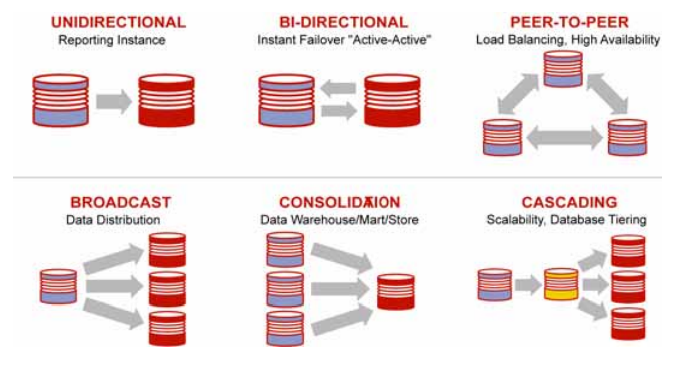 UNIDIRECTIONAL
Reporting Instance
BI-DIRECTIONAL
Instant Failover "Active-Active"
PEER-TO-PEER
Load Balancing, High Availability
BROADCAST
Data Distribution
CONSOLIDATION
Data Warehouse/Mart/Store
CASCADING
Scalability, Database Tiering